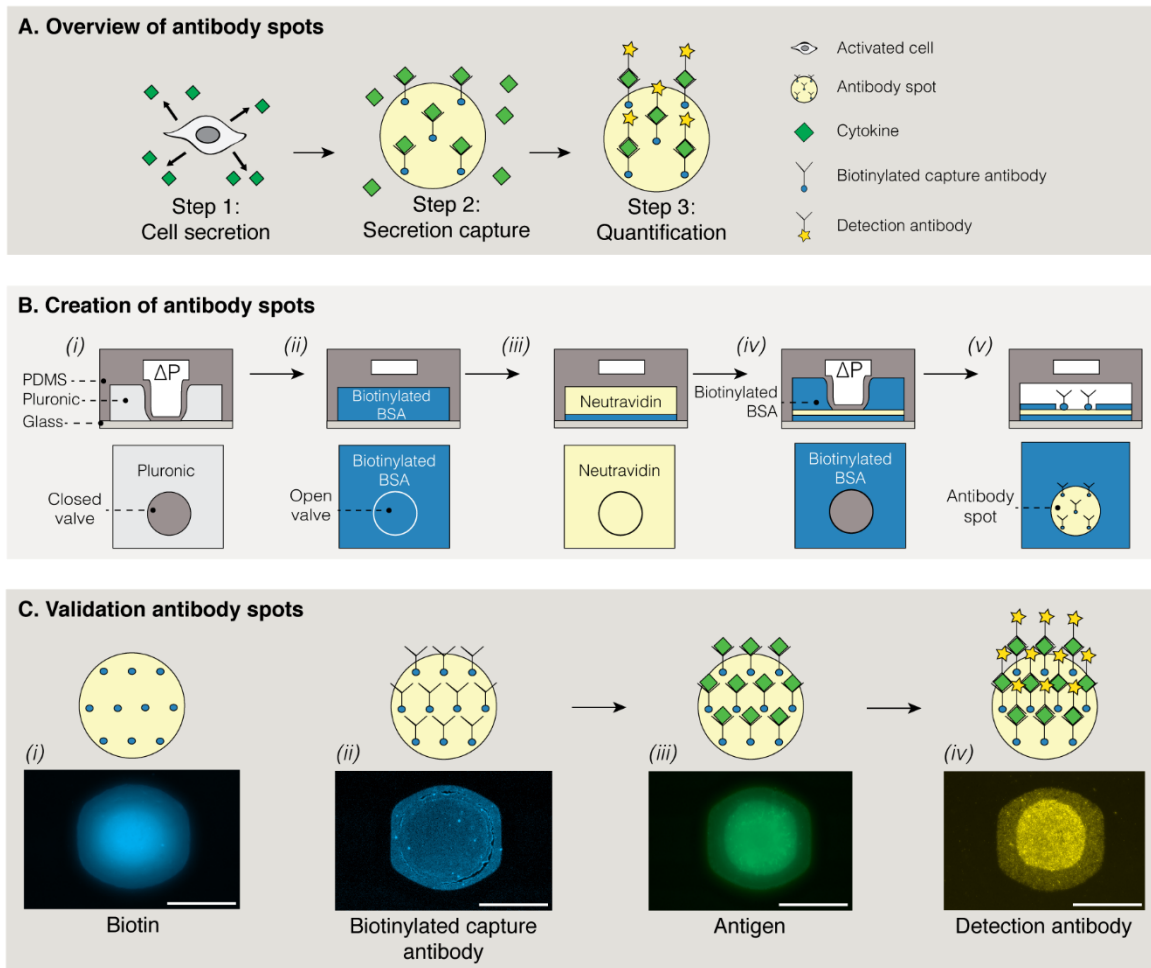 A. Overview of antibody spots
Activated cell
Antibody spot
Cytokine
Biotinylated capture antibody
Detection antibody
Step 1:
Cell secretion
Step 2:
Secretion capture
Step 3:
Quantification
B. Creation of antibody spots
(i)
(ii)
(iii)
(iv)
(v)
PDMS
Pluronic
Glass
ΔP
Biotinylated
BSA
Neutravidin
Biotinylated
BSA
ΔP
Pluronic
Closed
valve
Biotinylated
BSA
Open
valve
Neutravidin
Biotinylated
BSA
Antibody
spot
C. Validation antibody spots
(i)
(ii)
(iii)
(iv)
Biotin
Biotinylated capture
antibody
Antigen
Detection antibody